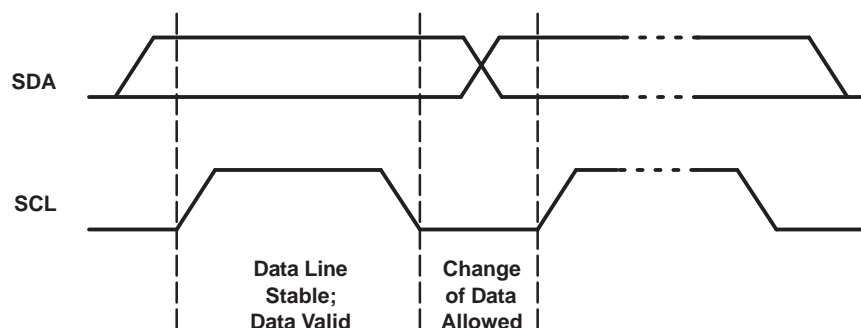 SDA
SCL
Data Line
Stable;
Data Valid
Change
of Data
Allowed